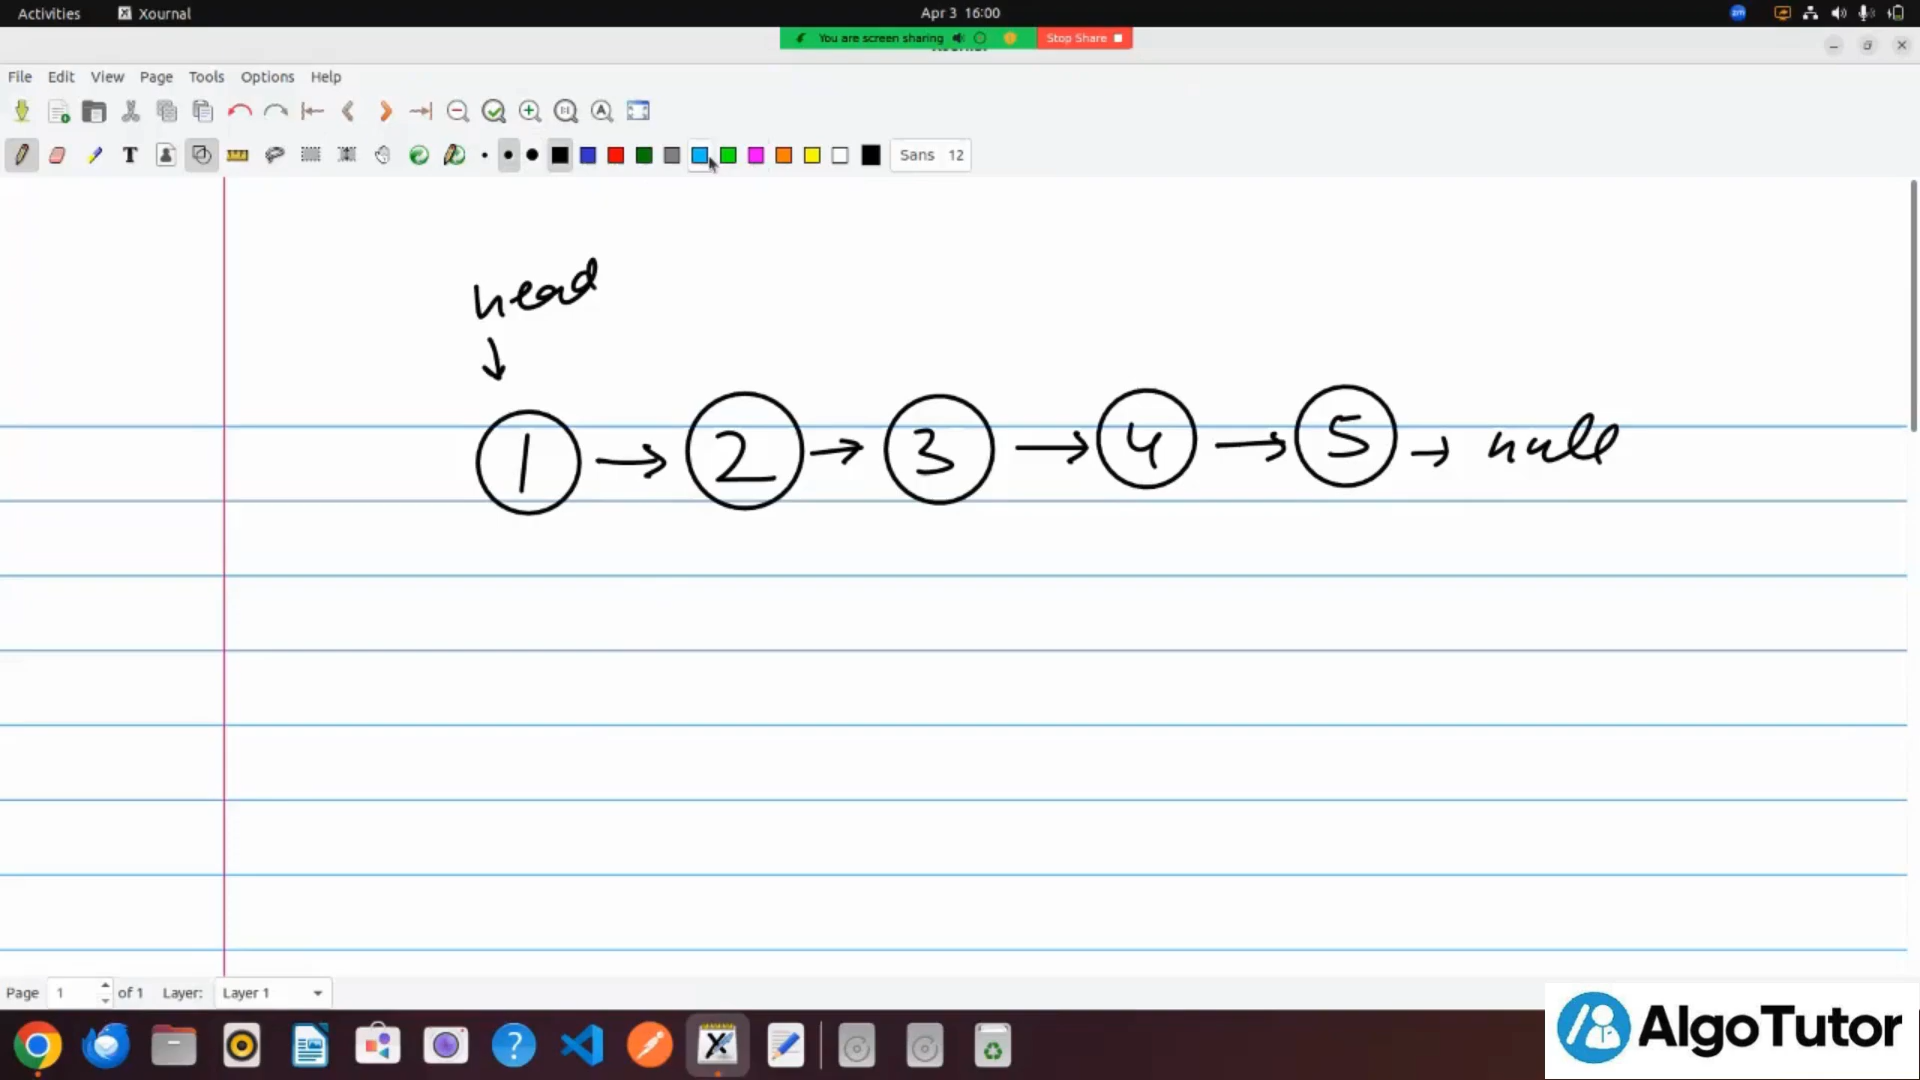 Activities Xournal Apr 3 16:00 zm
You are screen sharing Stop Share
File Edit View Page Tools Options Help
T Sans 12
head
1 → 2 → 3 → 4 → 5 → null
Page 1 of 1 Layer: Layer 1
AlgoTutor